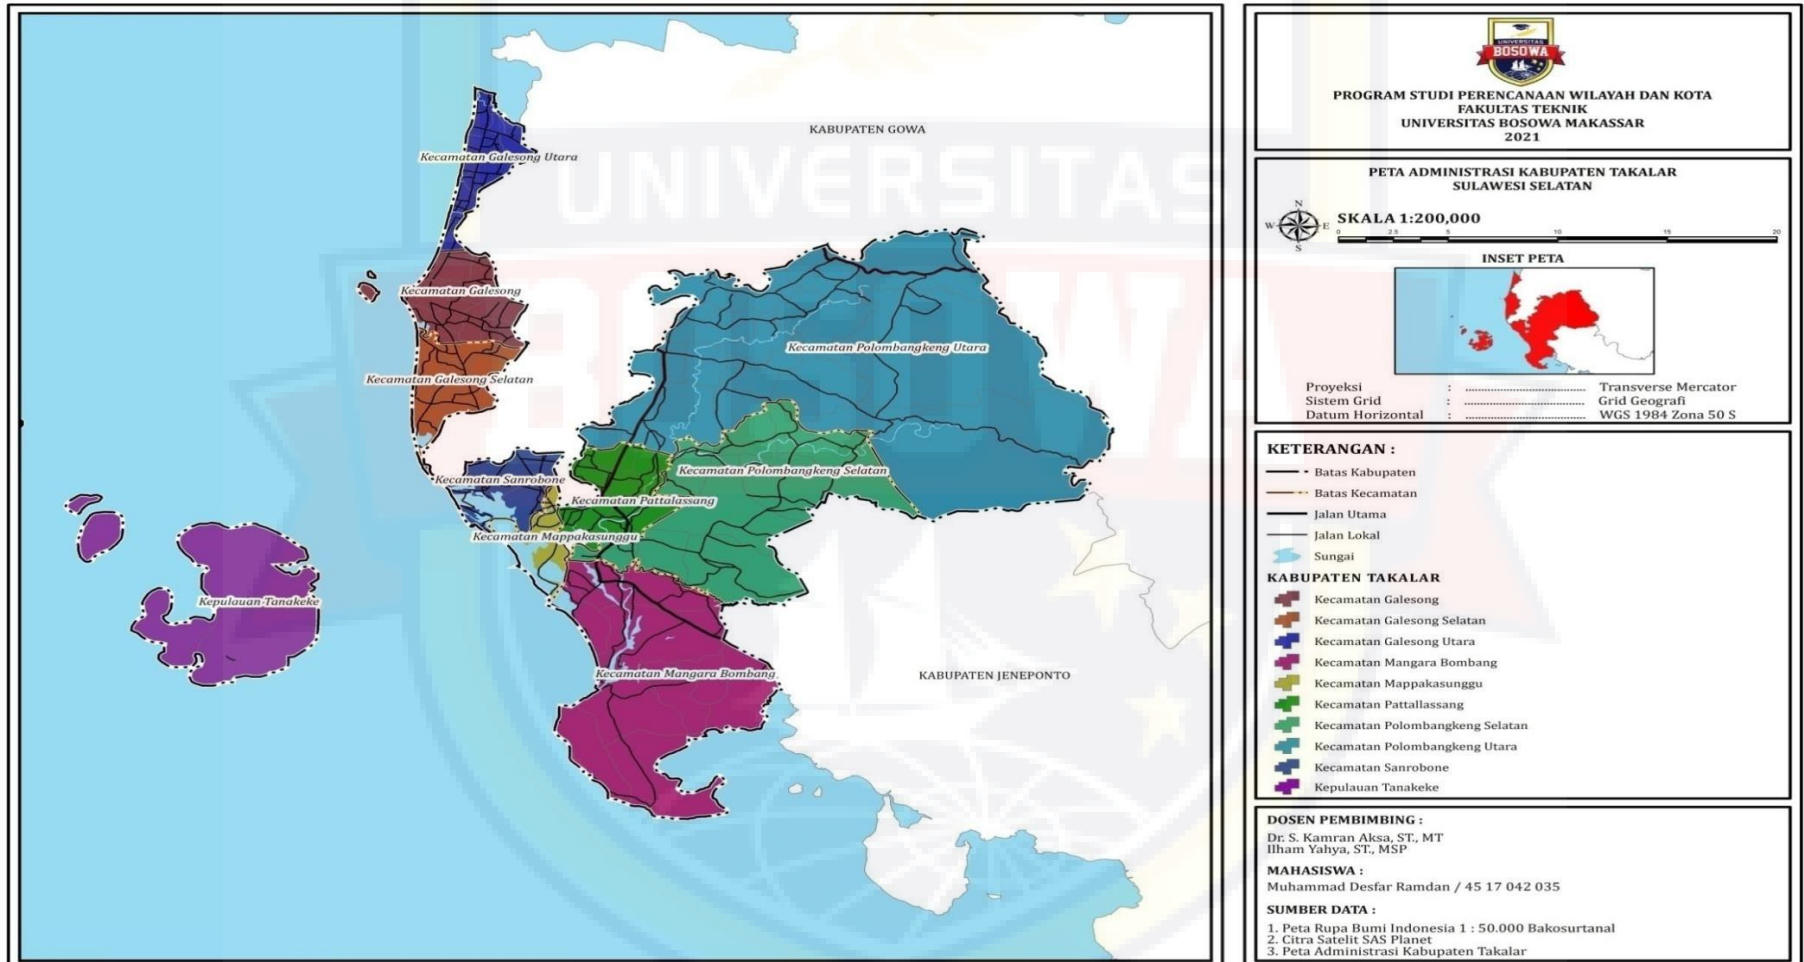 UNIVERSITAS
BOSOWA
KABUPATEN GOWA
Kecamatan Galesong Utara
Kecamatan Galesong
Kecamatan Polombangkeng Utara
Kecamatan Galesong Selatan
Kecamatan Polombangkeng Selatan
Kecamatan Sanrobone
Kecamatan Pattalassang
Kecamatan Mappakasunggu
Kepulauan Tanakeke
Kecamatan Mangara Bombang
KABUPATEN JENEPONTO
UNIVERSITAS
BOSOWA
PROGRAM STUDI PERENCANAAN WILAYAH DAN KOTA
FAKULTAS TEKNIK
UNIVERSITAS BOSOWA MAKASSAR
2021
PETA ADMINISTRASI KABUPATEN TAKALAR
SULAWESI SELATAN
N
W E
S
SKALA 1:200,000
0 2.5 5 10 15 20
INSET PETA
Proyeksi : .............................. Transverse Mercator
Sistem Grid : .............................. Grid Geografi
Datum Horizontal : .............................. WGS 1984 Zona 50 S
KETERANGAN :
Batas Kabupaten
Batas Kecamatan
Jalan Utama
Jalan Lokal
Sungai
KABUPATEN TAKALAR
Kecamatan Galesong
Kecamatan Galesong Selatan
Kecamatan Galesong Utara
Kecamatan Mangara Bombang
Kecamatan Mappakasunggu
Kecamatan Pattallassang
Kecamatan Polombangkeng Selatan
Kecamatan Polombangkeng Utara
Kecamatan Sanrobone
Kepulauan Tanakeke
DOSEN PEMBIMBING :
Dr. S. Kamran Aksa, ST., MT
Ilham Yahya, ST., MSP
MAHASISWA :
Muhammad Desfar Ramdan / 45 17 042 035
SUMBER DATA :
1. Peta Rupa Bumi Indonesia 1 : 50.000 Bakosurtanal
2. Citra Satelit SAS Planet
3. Peta Administrasi Kabupaten Takalar